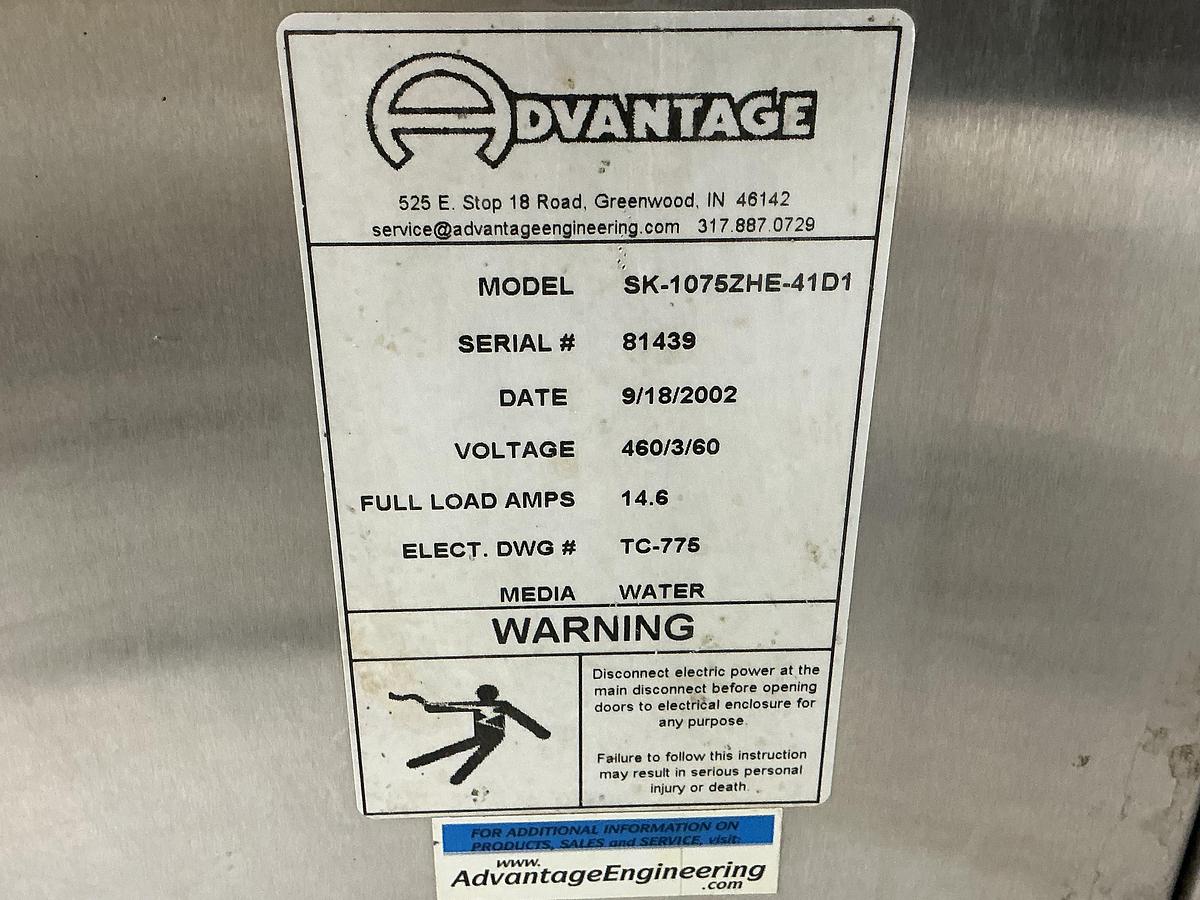 ADVANTAGE
525 E. Stop 18 Road, Greenwood, IN 46142
service@advantageengineering.com 317.887.0729
MODEL SK-1075ZHE-41D1
SERIAL # 81439
DATE 9/18/2002
VOLTAGE 460/3/60
FULL LOAD AMPS 14.6
ELECT. DWG # TC-775
MEDIA WATER
WARNING
Disconnect electric power at the
main disconnect before opening
doors to electrical enclosure for
any purpose.
Failure to follow this instruction
may result in serious personal
injury or death.
FOR ADDITIONAL INFORMATION ON
PRODUCTS, SALES and SERVICE, visit:
www.
AdvantageEngineering
.com